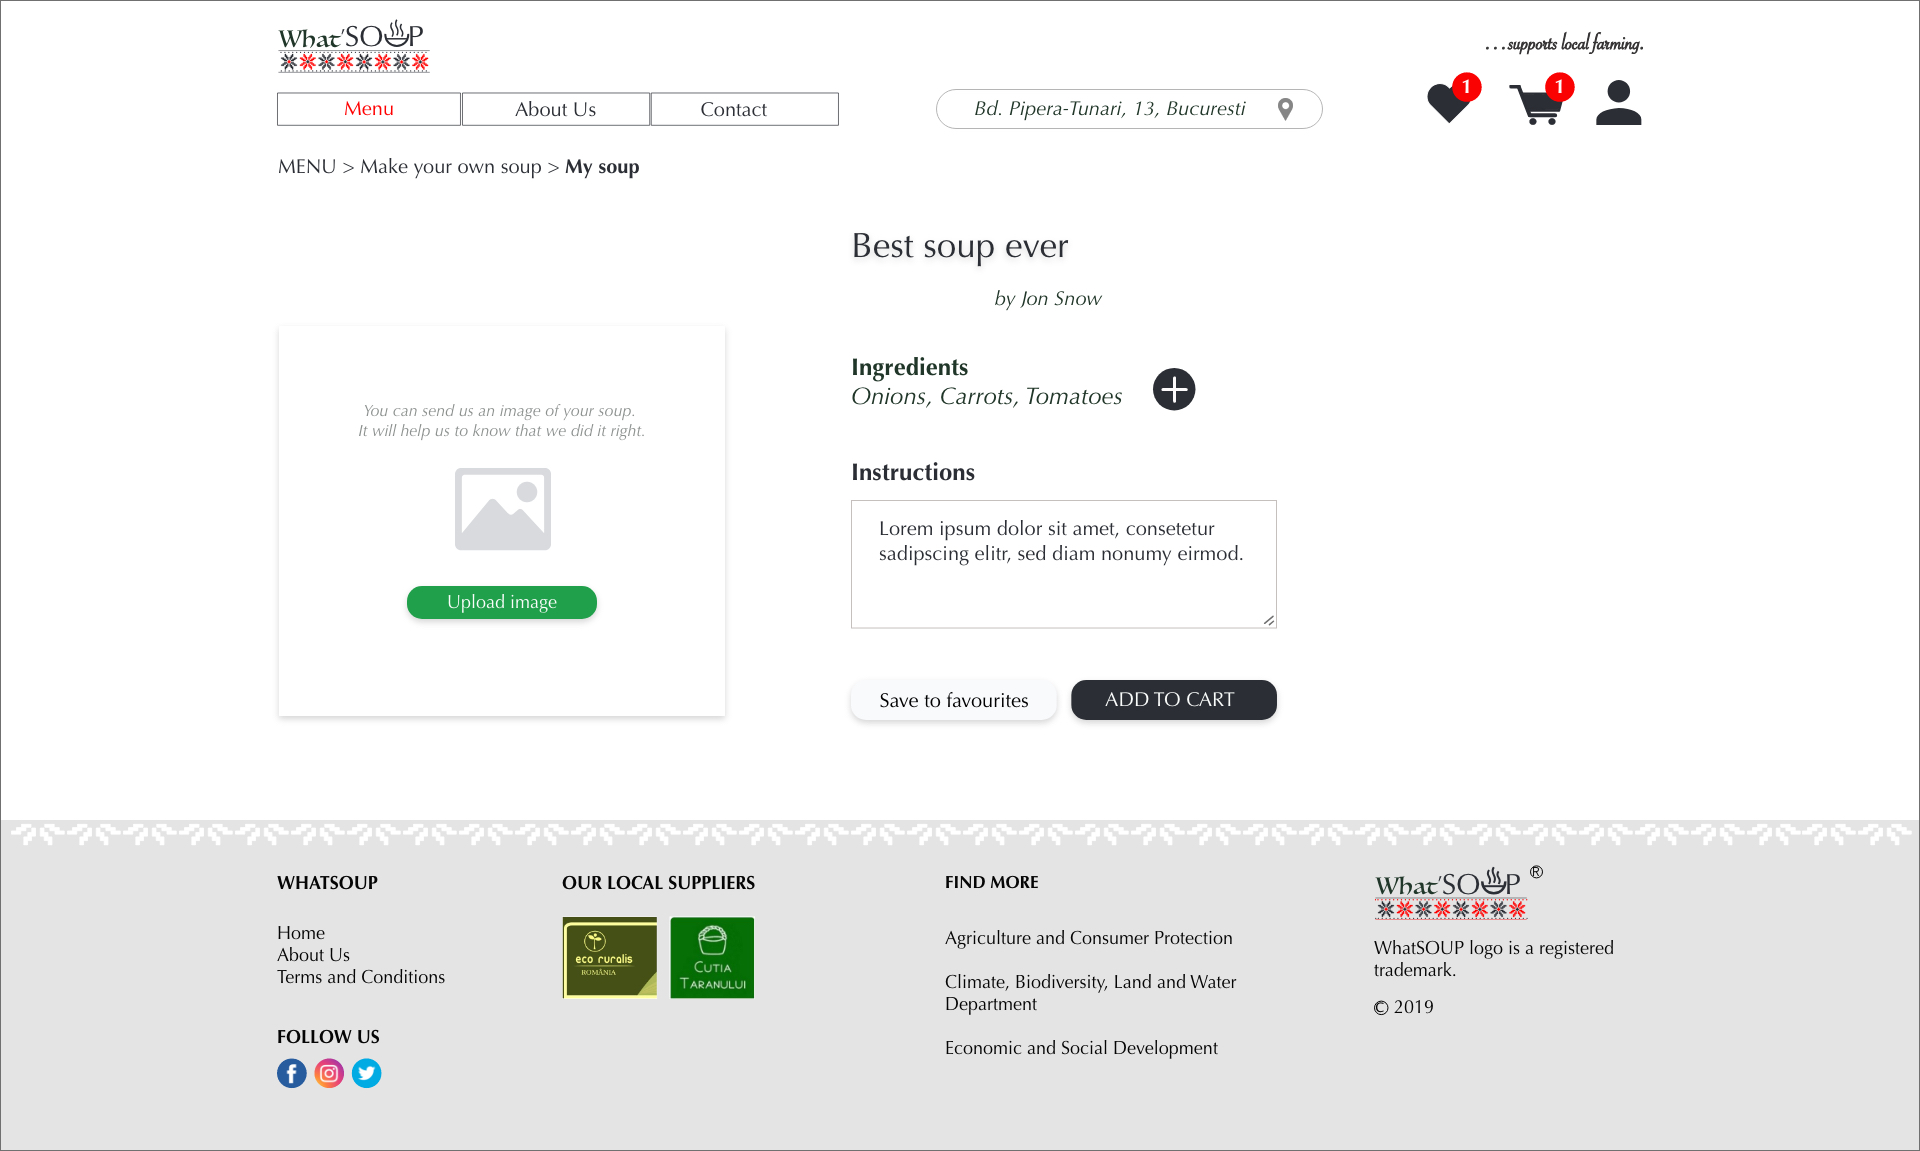 What'SOUP
...supports local farming.
Menu
About Us
Contact
Bd. Pipera-Tunari, 13, Bucuresti
1
1
MENU > Make your own soup > My soup
Best soup ever
by Jon Snow
You can send us an image of your soup.
It will help us to know that we did it right.
Upload image
Ingredients
Onions, Carrots, Tomatoes
Instructions
Lorem ipsum dolor sit amet, consetetur
sadipscing elitr, sed diam nonumy eirmod.
Save to favourites
ADD TO CART
WHATSOUP
Home
About Us
Terms and Conditions
FOLLOW US
OUR LOCAL SUPPLIERS
eco ruralis
ROMÂNIA
CUTIA
TARANULUI
FIND MORE
Agriculture and Consumer Protection
Climate, Biodiversity, Land and Water
Department
Economic and Social Development
What'SOUP ®
WhatSOUP logo is a registered
trademark.
© 2019